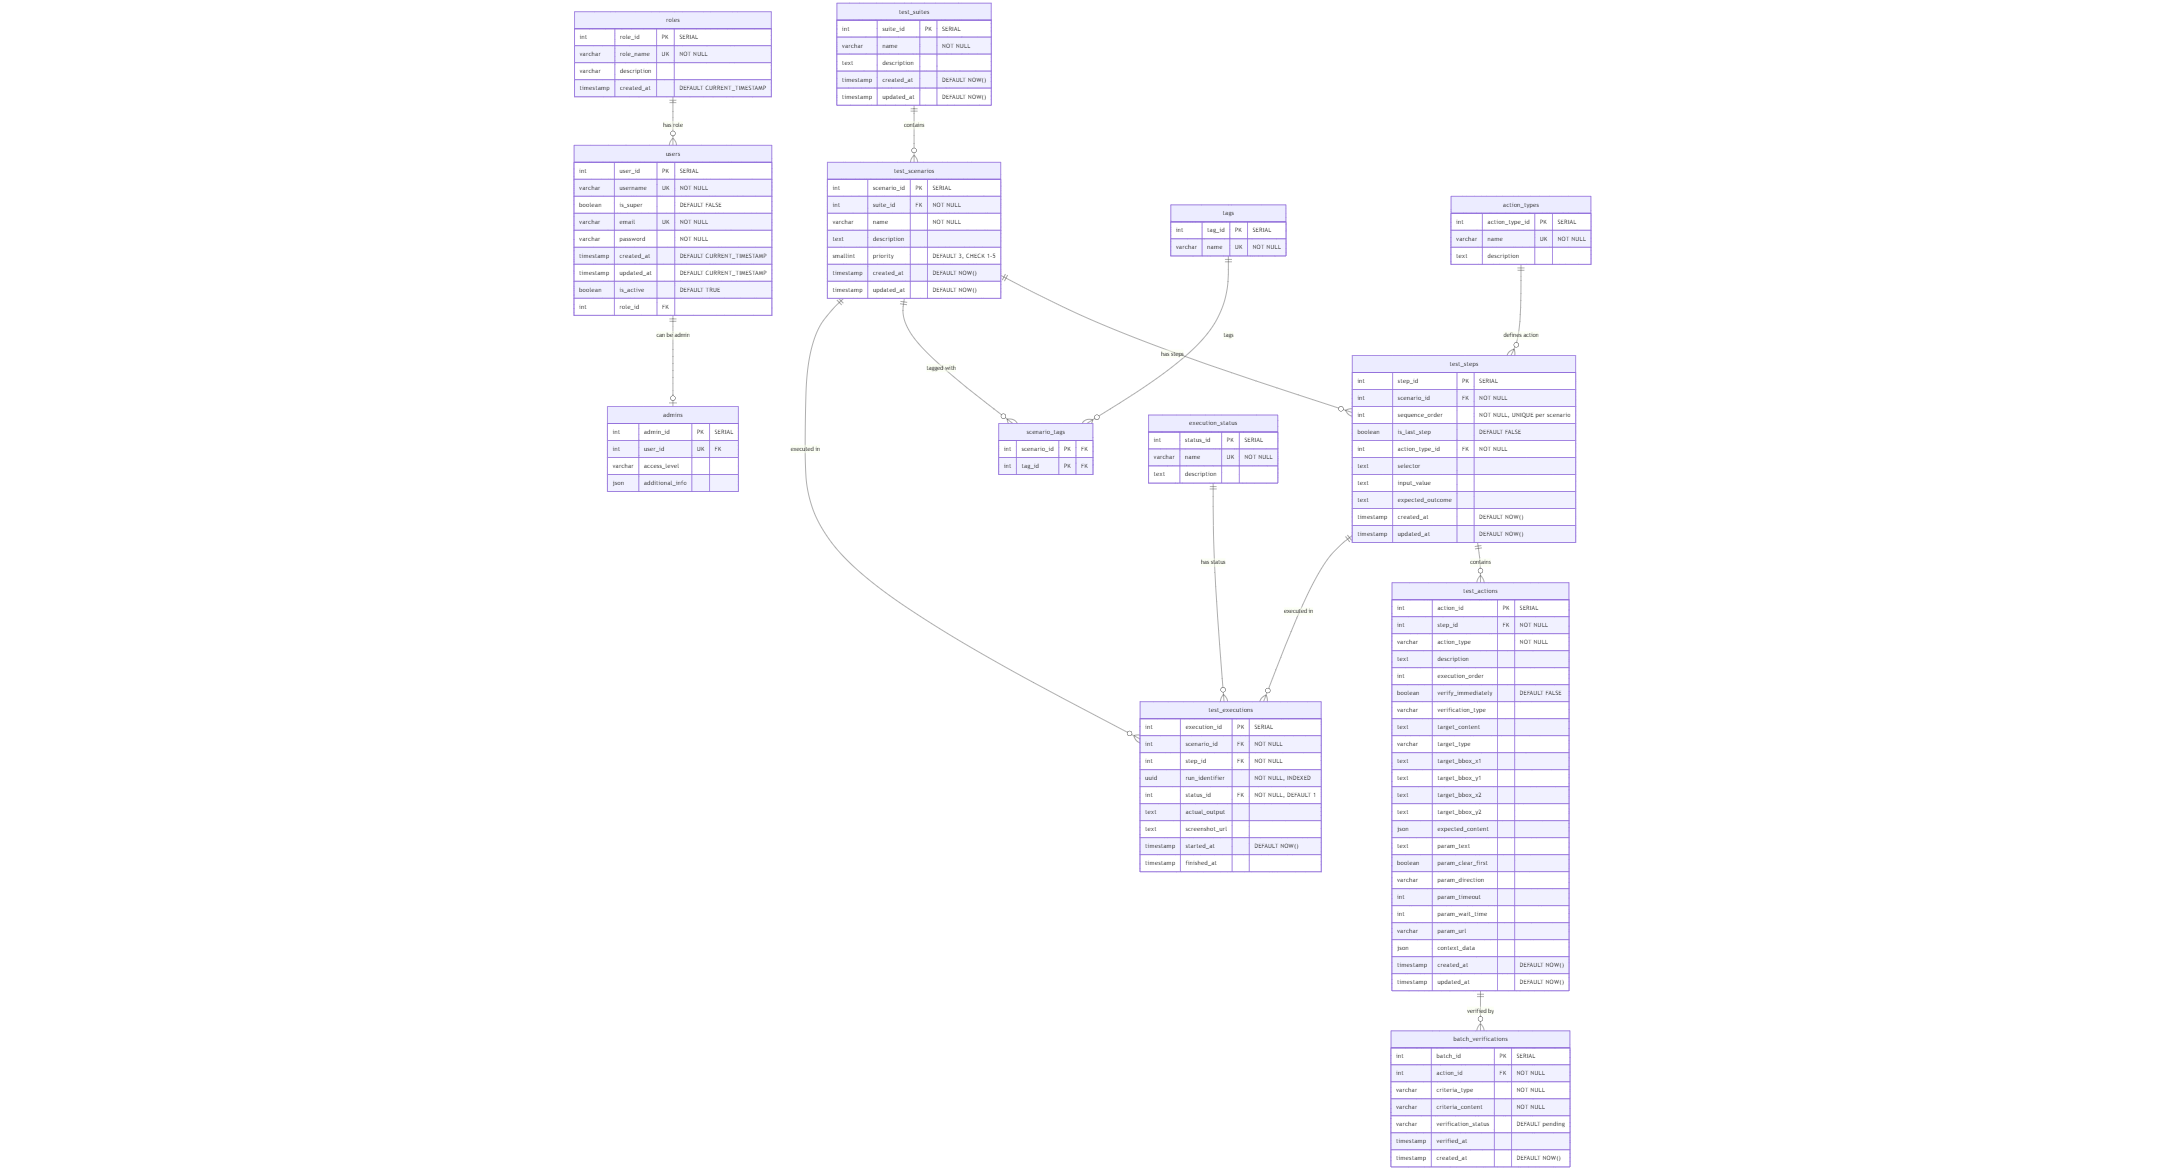 roles
int role_id PK SERIAL
varchar role_name UK NOT NULL
varchar description
timestamp created_at DEFAULT CURRENT_TIMESTAMP
has role
users
int user_id PK SERIAL
varchar username UK NOT NULL
boolean is_super DEFAULT FALSE
varchar email UK NOT NULL
varchar password NOT NULL
timestamp created_at DEFAULT CURRENT_TIMESTAMP
timestamp updated_at DEFAULT CURRENT_TIMESTAMP
boolean is_active DEFAULT TRUE
int role_id FK
can be admin
admins
int admin_id PK SERIAL
int user_id UK FK
varchar access_level
json additional_info
test_suites
int suite_id PK SERIAL
varchar name NOT NULL
text description
timestamp created_at DEFAULT NOW()
timestamp updated_at DEFAULT NOW()
contains
test_scenarios
int scenario_id PK SERIAL
int suite_id FK NOT NULL
varchar name NOT NULL
text description
smallint priority DEFAULT 3, CHECK 1-5
timestamp created_at DEFAULT NOW()
timestamp updated_at DEFAULT NOW()
executed in
tagged with
has steps
tags
int tag_id PK SERIAL
varchar name UK NOT NULL
tags
scenario_tags
int scenario_id PK FK
int tag_id PK FK
execution_status
int status_id PK SERIAL
varchar name UK NOT NULL
text description
has status
action_types
int action_type_id PK SERIAL
varchar name UK NOT NULL
text description
defines action
test_steps
int step_id PK SERIAL
int scenario_id FK NOT NULL
int sequence_order NOT NULL, UNIQUE per scenario
boolean is_last_step DEFAULT FALSE
int action_type_id FK NOT NULL
text selector
text input_value
text expected_outcome
timestamp created_at DEFAULT NOW()
timestamp updated_at DEFAULT NOW()
executed in
contains
test_executions
int execution_id PK SERIAL
int scenario_id FK NOT NULL
int step_id FK NOT NULL
uuid run_identifier NOT NULL, INDEXED
int status_id FK NOT NULL, DEFAULT 1
text actual_output
text screenshot_url
timestamp started_at DEFAULT NOW()
timestamp finished_at
test_actions
int action_id PK SERIAL
int step_id FK NOT NULL
varchar action_type NOT NULL
text description
int execution_order
boolean verify_immediately DEFAULT FALSE
varchar verification_type
text target_content
varchar target_type
text target_bbox_x1
text target_bbox_y1
text target_bbox_x2
text target_bbox_y2
json expected_content
text param_text
boolean param_clear_first
varchar param_direction
int param_timeout
int param_wait_time
varchar param_url
json context_data
timestamp created_at DEFAULT NOW()
timestamp updated_at DEFAULT NOW()
verified by
batch_verifications
int batch_id PK SERIAL
int action_id FK NOT NULL
varchar criteria_type NOT NULL
varchar criteria_content NOT NULL
varchar verification_status DEFAULT pending
timestamp verified_at
timestamp created_at DEFAULT NOW()